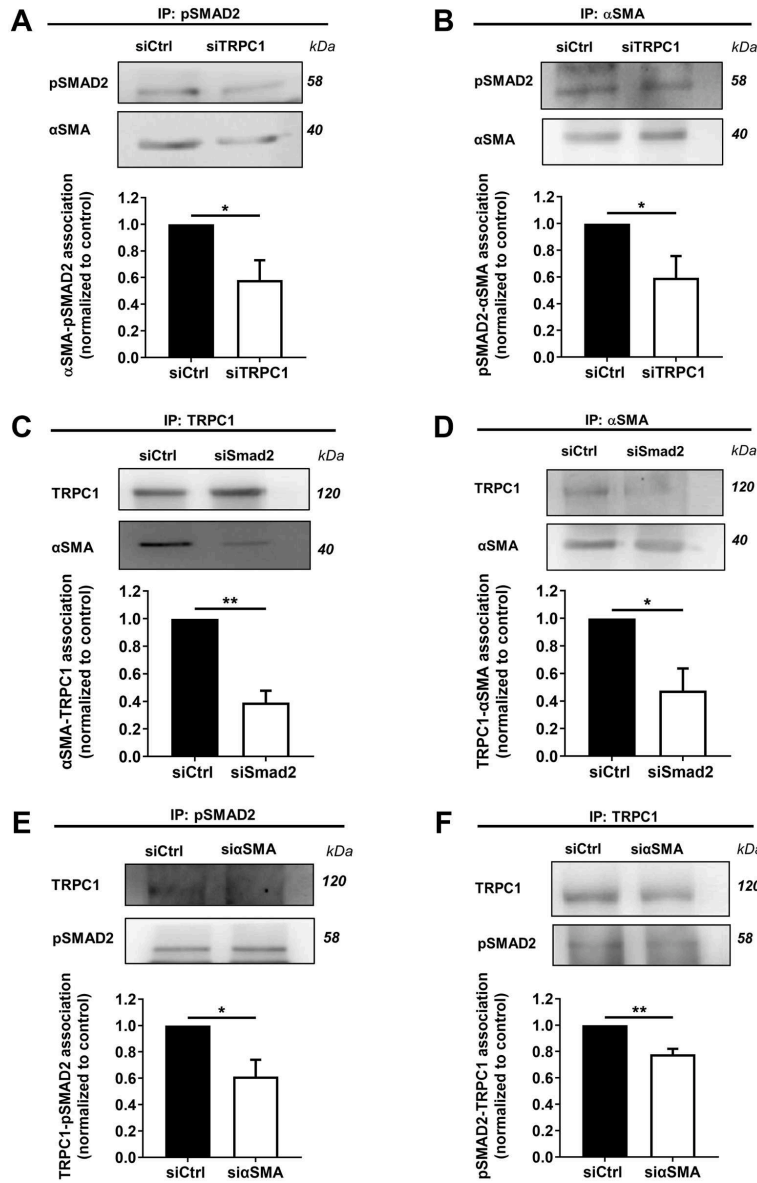 A
IP: pSMAD2
siCtrl siTRPC1 kDa
pSMAD2 58
αSMA 40
αSMA-pSMAD2 association
(normalized to control)
1.2
1.0
0.8
0.6
0.4
0.2
0.0
*
siCtrl siTRPC1
B
IP: αSMA
siCtrl siTRPC1 kDa
pSMAD2 58
αSMA 40
pSMAD2-αSMA association
(normalized to control)
1.2
1.0
0.8
0.6
0.4
0.2
0.0
*
siCtrl siTRPC1
C
IP: TRPC1
siCtrl siSmad2 kDa
TRPC1 120
αSMA 40
αSMA-TRPC1 association
(normalized to control)
1.2
1.0
0.8
0.6
0.4
0.2
0.0
**
siCtrl siSmad2
D
IP: αSMA
siCtrl siSmad2 kDa
TRPC1 120
αSMA 40
TRPC1-αSMA association
(normalized to control)
1.2
1.0
0.8
0.6
0.4
0.2
0.0
*
siCtrl siSmad2
E
IP: pSMAD2
siCtrl siαSMA kDa
TRPC1 120
pSMAD2 58
TRPC1-pSMAD2 association
(normalized to control)
1.2
1.0
0.8
0.6
0.4
0.2
0.0
*
siCtrl siαSMA
F
IP: TRPC1
siCtrl siαSMA kDa
TRPC1 120
pSMAD2 58
pSMAD2-TRPC1 association
(normalized to control)
1.2
1.0
0.8
0.6
0.4
0.2
0.0
**
siCtrl siαSMA